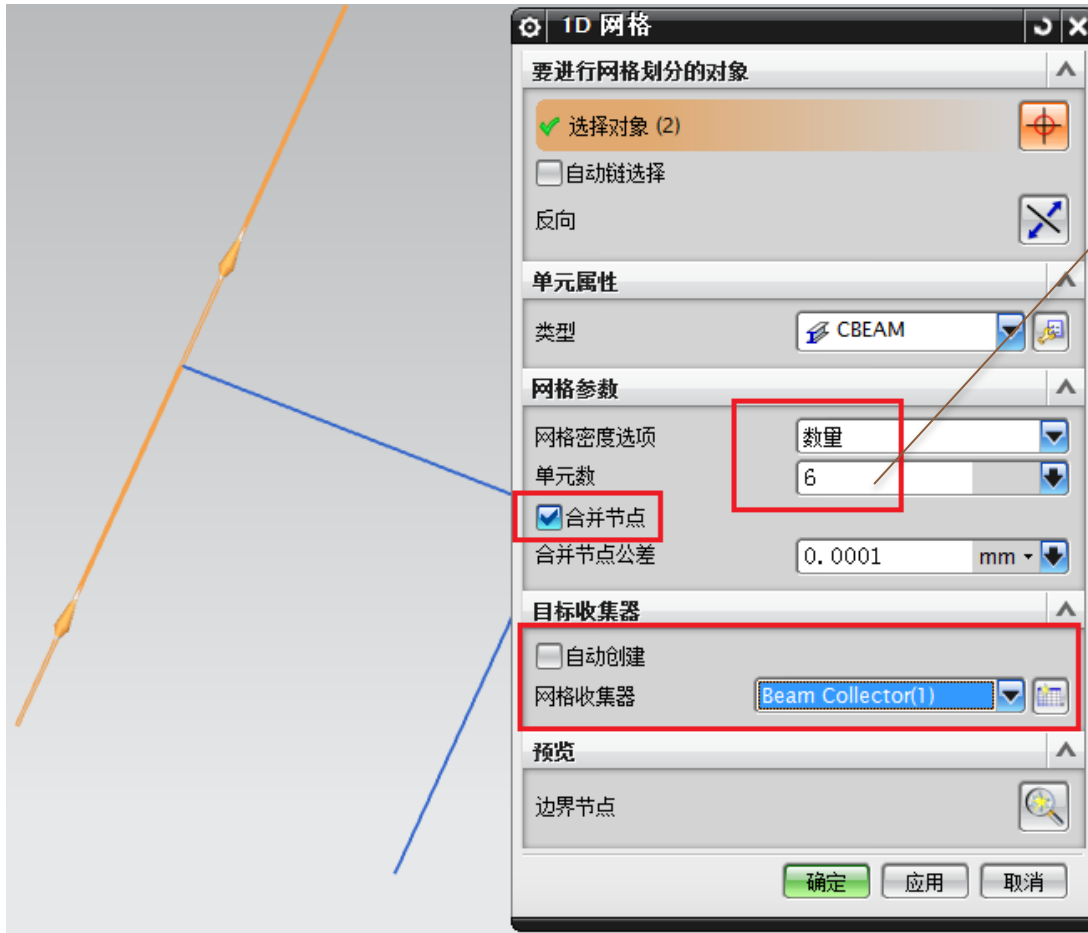 1D 网格
要进行网格划分的对象
选择对象 (2)
自动链选择
反向
单元属性
类型 CBEAM
网格参数
网格密度选项 数量
单元数 6
合并节点
合并节点公差 0.0001 mm
目标收集器
自动创建
网格收集器 Beam Collector(1)
预览
边界节点
确定 应用 取消